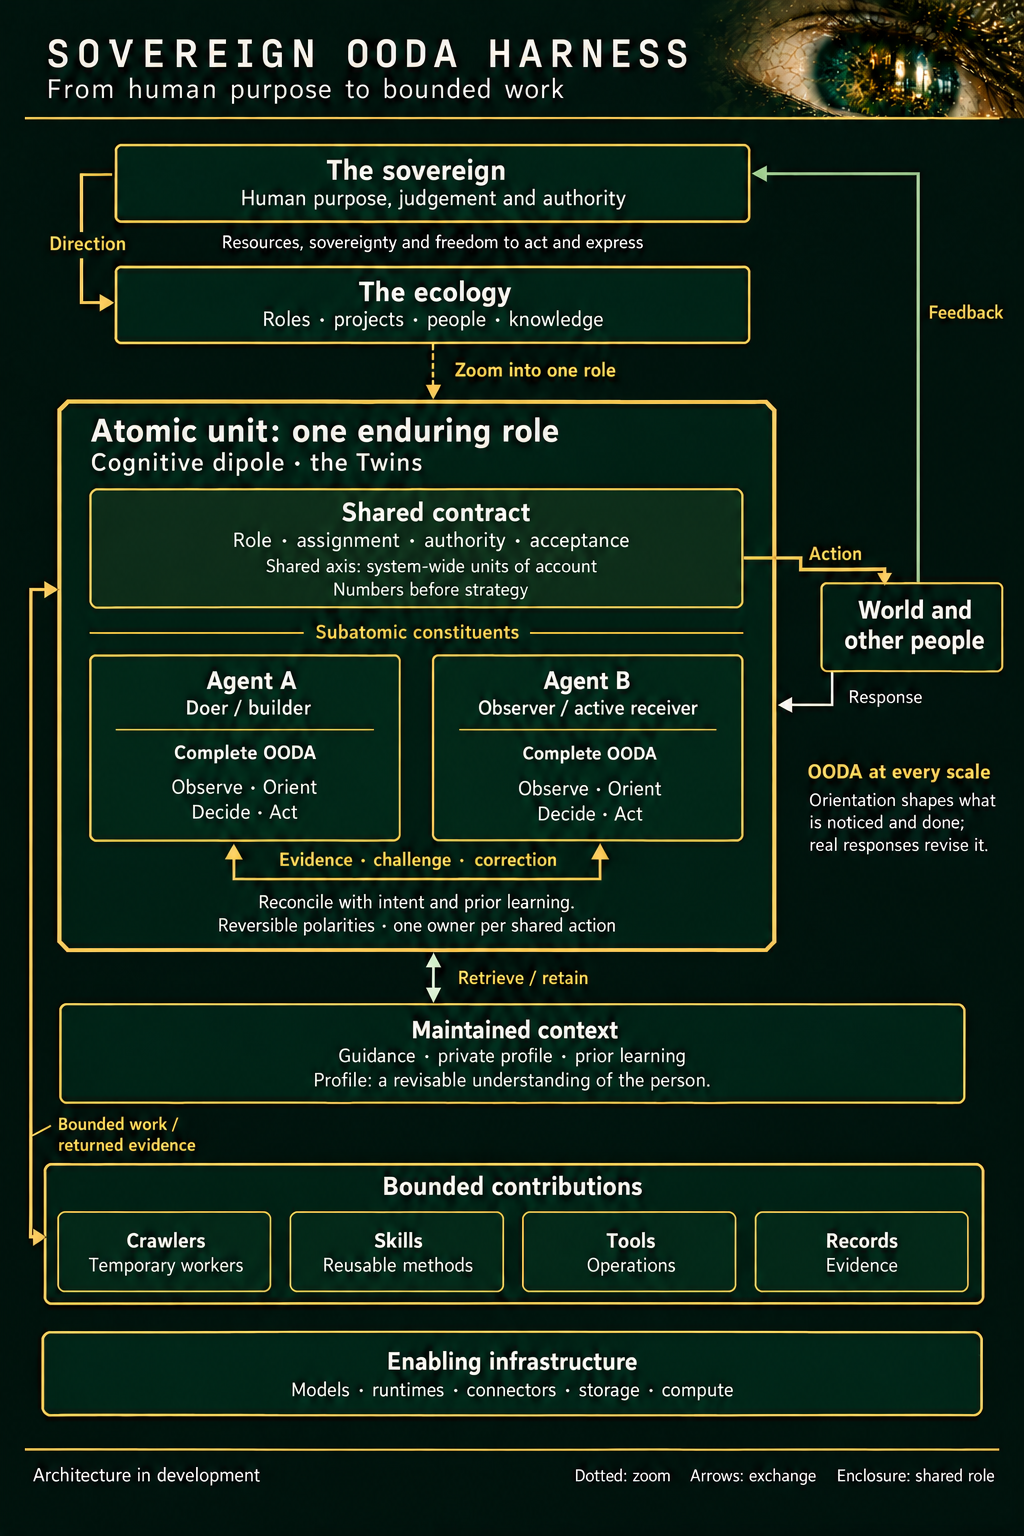 SOVEREIGN OODA HARNESS
From human purpose to bounded work
The sovereign
Human purpose, judgement and authority
Direction
Resources, sovereignty and freedom to act and express
The ecology
Roles · projects · people · knowledge
Feedback
Zoom into one role
Atomic unit: one enduring role
Cognitive dipole · the Twins
Shared contract
Role · assignment · authority · acceptance
Shared axis: system-wide units of account
Numbers before strategy
Action
World and
other people
Response
Subatomic constituents
Agent A
Doer / builder
Complete OODA
Observe · Orient
Decide · Act
Agent B
Observer / active receiver
Complete OODA
Observe · Orient
Decide · Act
OODA at every scale
Orientation shapes what
is noticed and done;
real responses revise it.
Evidence · challenge · correction
Reconcile with intent and prior learning.
Reversible polarities · one owner per shared action
Retrieve / retain
Maintained context
Guidance · private profile · prior learning
Profile: a revisable understanding of the person.
Bounded work /
returned evidence
Bounded contributions
Crawlers
Temporary workers
Skills
Reusable methods
Tools
Operations
Records
Evidence
Enabling infrastructure
Models · runtimes · connectors · storage · compute
Architecture in development
Dotted: zoom
Arrows: exchange
Enclosure: shared role